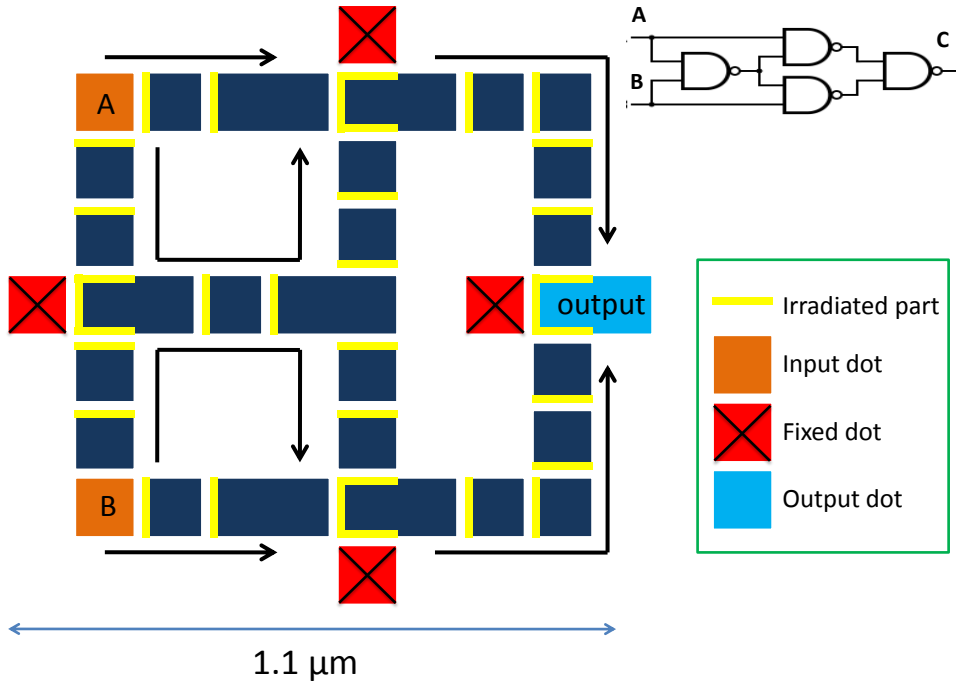 A
C
B
A
output
B
Irradiated part
Input dot
Fixed dot
Output dot
1.1 μm